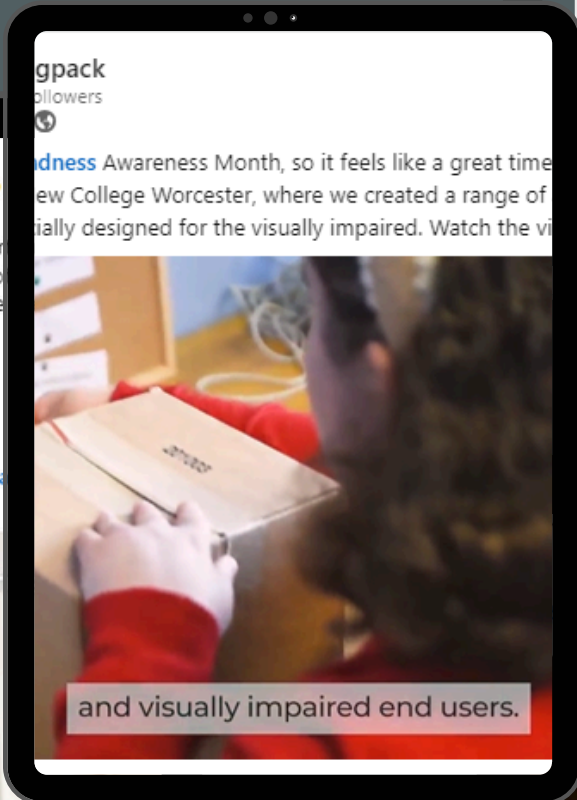 gpack
ollowers
dness Awareness Month, so it feels like a great time
ew College Worcester, where we created a range of
ially designed for the visually impaired. Watch the vi
and visually impaired end users.